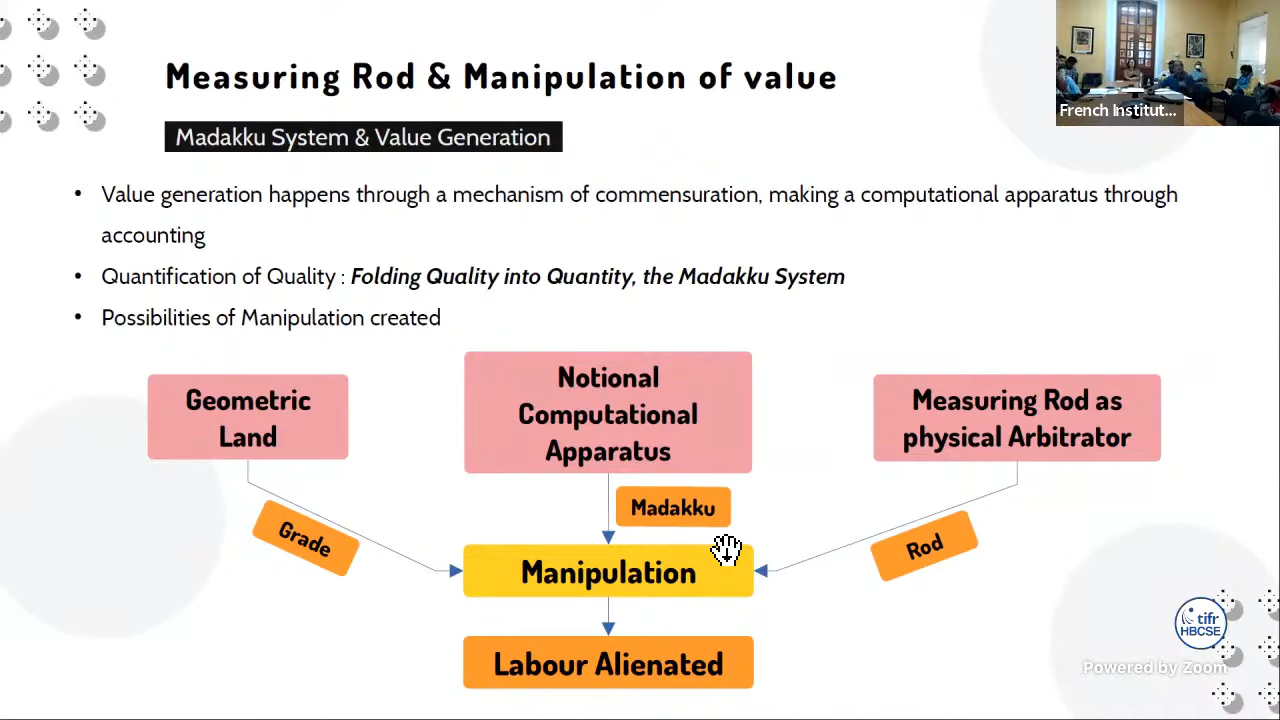 Measuring Rod & Manipulation of value
French Institut...
Madakku System & Value Generation
• Value generation happens through a mechanism of commensuration, making a computational apparatus through
accounting
• Quantification of Quality : Folding Quality into Quantity, the Madakku System
• Possibilities of Manipulation created
Geometric
Land
Notional
Computational
Apparatus
Measuring Rod as
physical Arbitrator
Grade
Madakku
Rod
Manipulation
Labour Alienated
tifr
HBCSE
Powered by Zoom